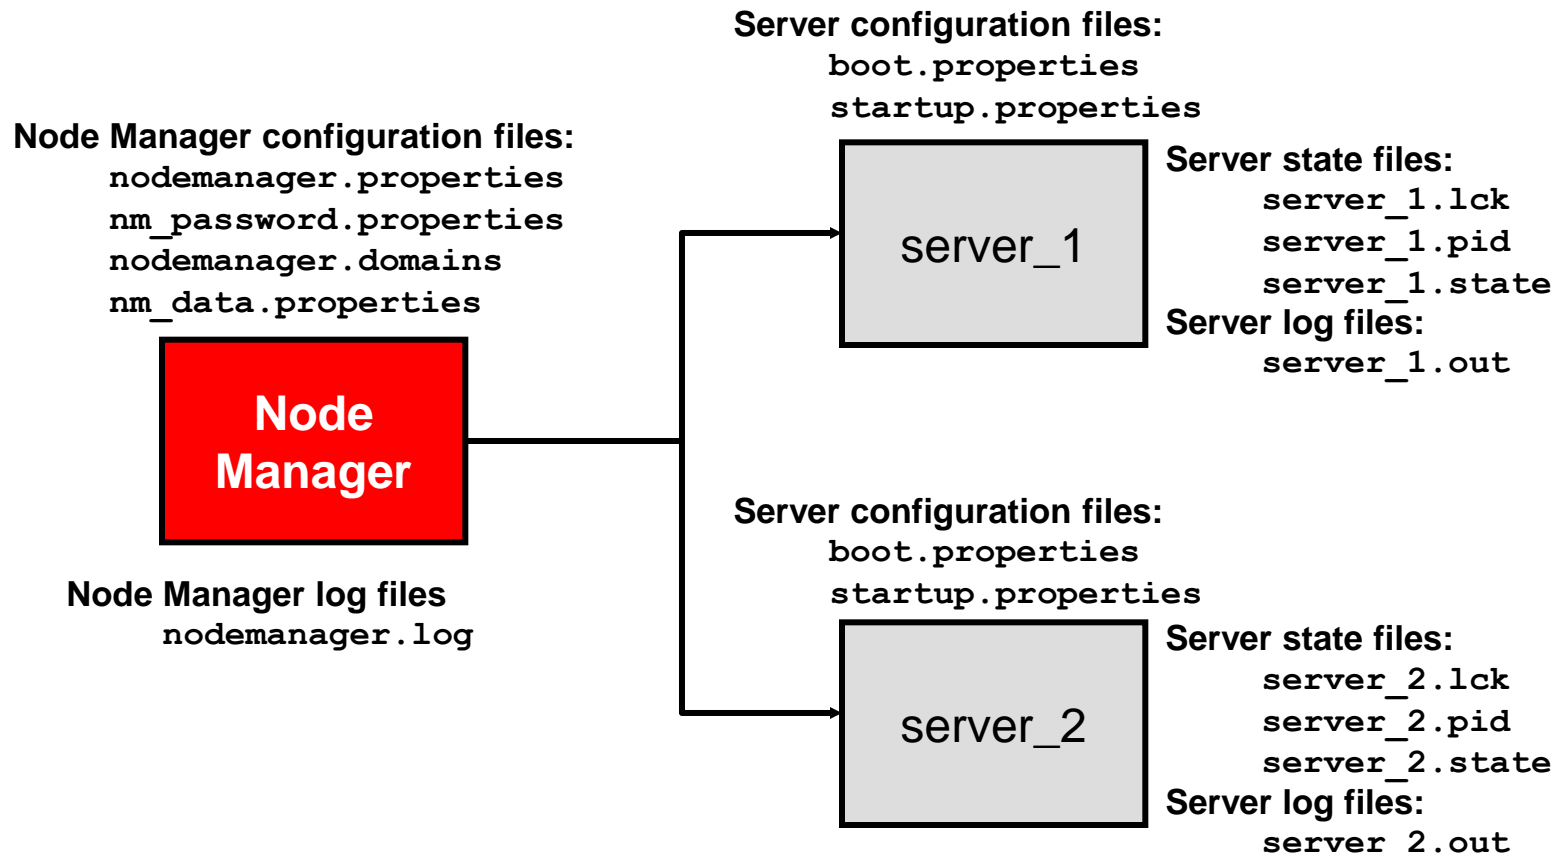 Server configuration files:
boot.properties
startup.properties
Node Manager configuration files:
nodemanager.properties
nm_password.properties
nodemanager.domains
nm_data.properties
Server state files:
server_1.lck
server_1.pid
server_1.state
Server log files:
server_1.out
server_1
Node
Manager
Node Manager log files
nodemanager.log
Server configuration files:
boot.properties
startup.properties
Server state files:
server_2.lck
server_2.pid
server_2.state
Server log files:
server_2.out
server_2